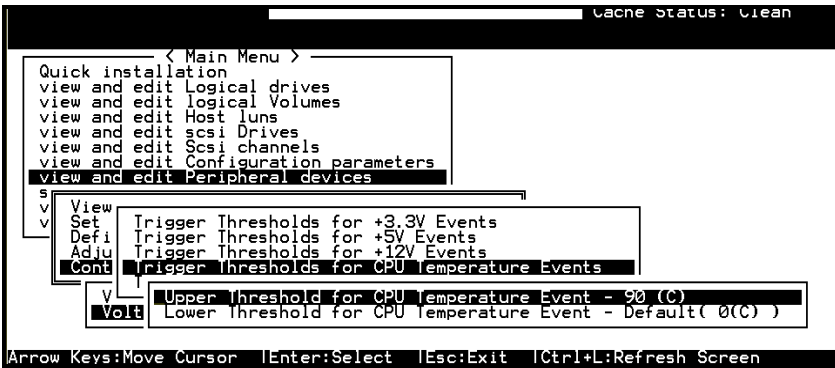 Cache Status: Clean
< Main Menu >
Quick installation
view and edit Logical drives
view and edit logical Volumes
view and edit Host luns
view and edit scsi Drives
view and edit Scsi channels
view and edit Configuration parameters
view and edit Peripheral devices
s
v View
v Set Trigger Thresholds for +3.3V Events
Defi Trigger Thresholds for +5V Events
Adju Trigger Thresholds for +12V Events
Cont Trigger Thresholds for CPU Temperature Events
V Upper Threshold for CPU Temperature Event - 90 (C)
Volt Lower Threshold for CPU Temperature Event - Default( 0(C) )
Arrow Keys:Move Cursor |Enter:Select |Esc:Exit |Ctrl+L:Refresh Screen